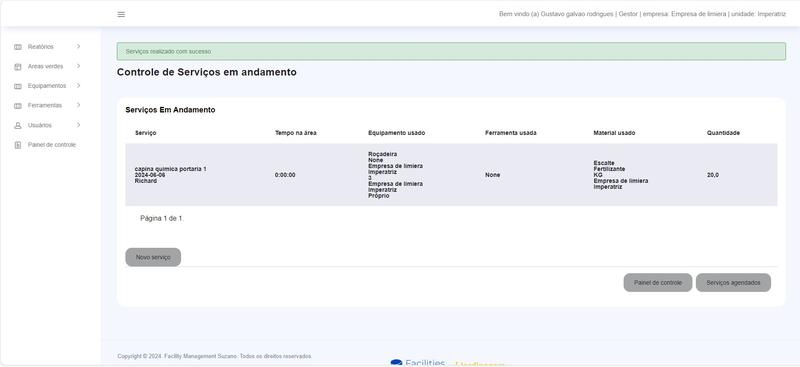 Bem vindo (a) Gustavo galvao rodrigues | Gestor | empresa: Empresa de limiera | unidade: Imperatriz
Reatórios
Areas verdes
Equipamentos
Ferramentas
Usuários
Painel de controle
Serviços realizado com sucesso
Controle de Serviços em andamento
Serviços Em Andamento
Serviço Tempo na área Equipamento usado Ferramenta usada Material usado Quantidade
capina quimica portaria 1
2024-06-06
Richard
0:00:00
Roçadeira
None
Empresa de limiera
Imperatriz
3
Empresa de limiera
Imperatriz
Próprio
None
Escalte
Fertilizante
KG
Empresa de limiera
Imperatriz
20,0
Página 1 de 1.
Novo serviço
Painel de controle
Serviços agendados
Copyright © 2024. Facility Management Suzano. Todos os direitos reservados.
Facilities